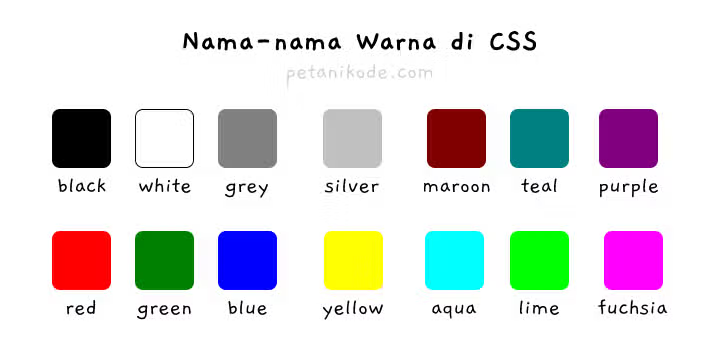 Nama-nama Warna di CSS
petanikode.com
black white grey silver maroon teal purple
red green blue yellow aqua lime fuchsia